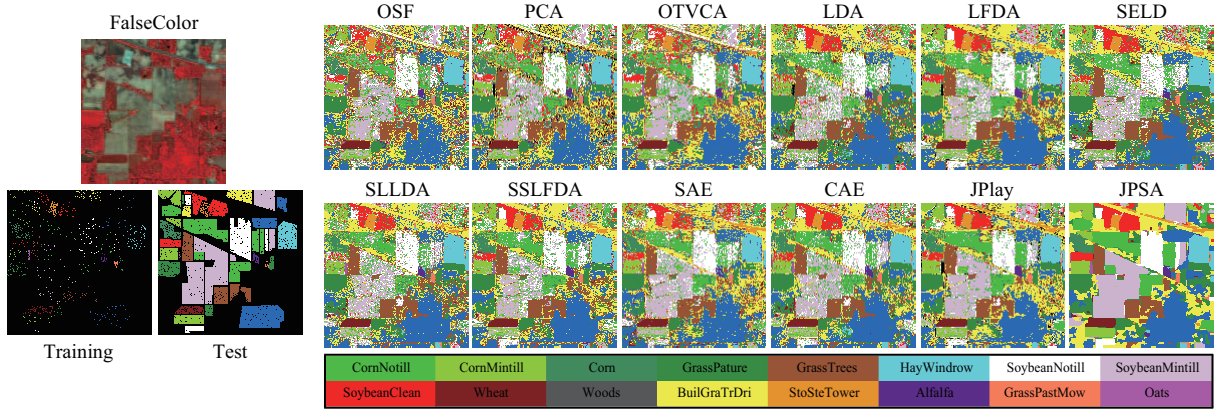 FalseColor
OSF PCA OTVCA LDA LFDA SELD
SLLDA SSLFDA SAE CAE JPlay JPSA
Training Test
CornNotill CornMintill Corn GrassPature GrassTrees HayWindrow SoybeanNotill SoybeanMintill
SoybeanClean Wheat Woods BuilGraTrDri StoSteTower Alfalfa GrassPastMow Oats